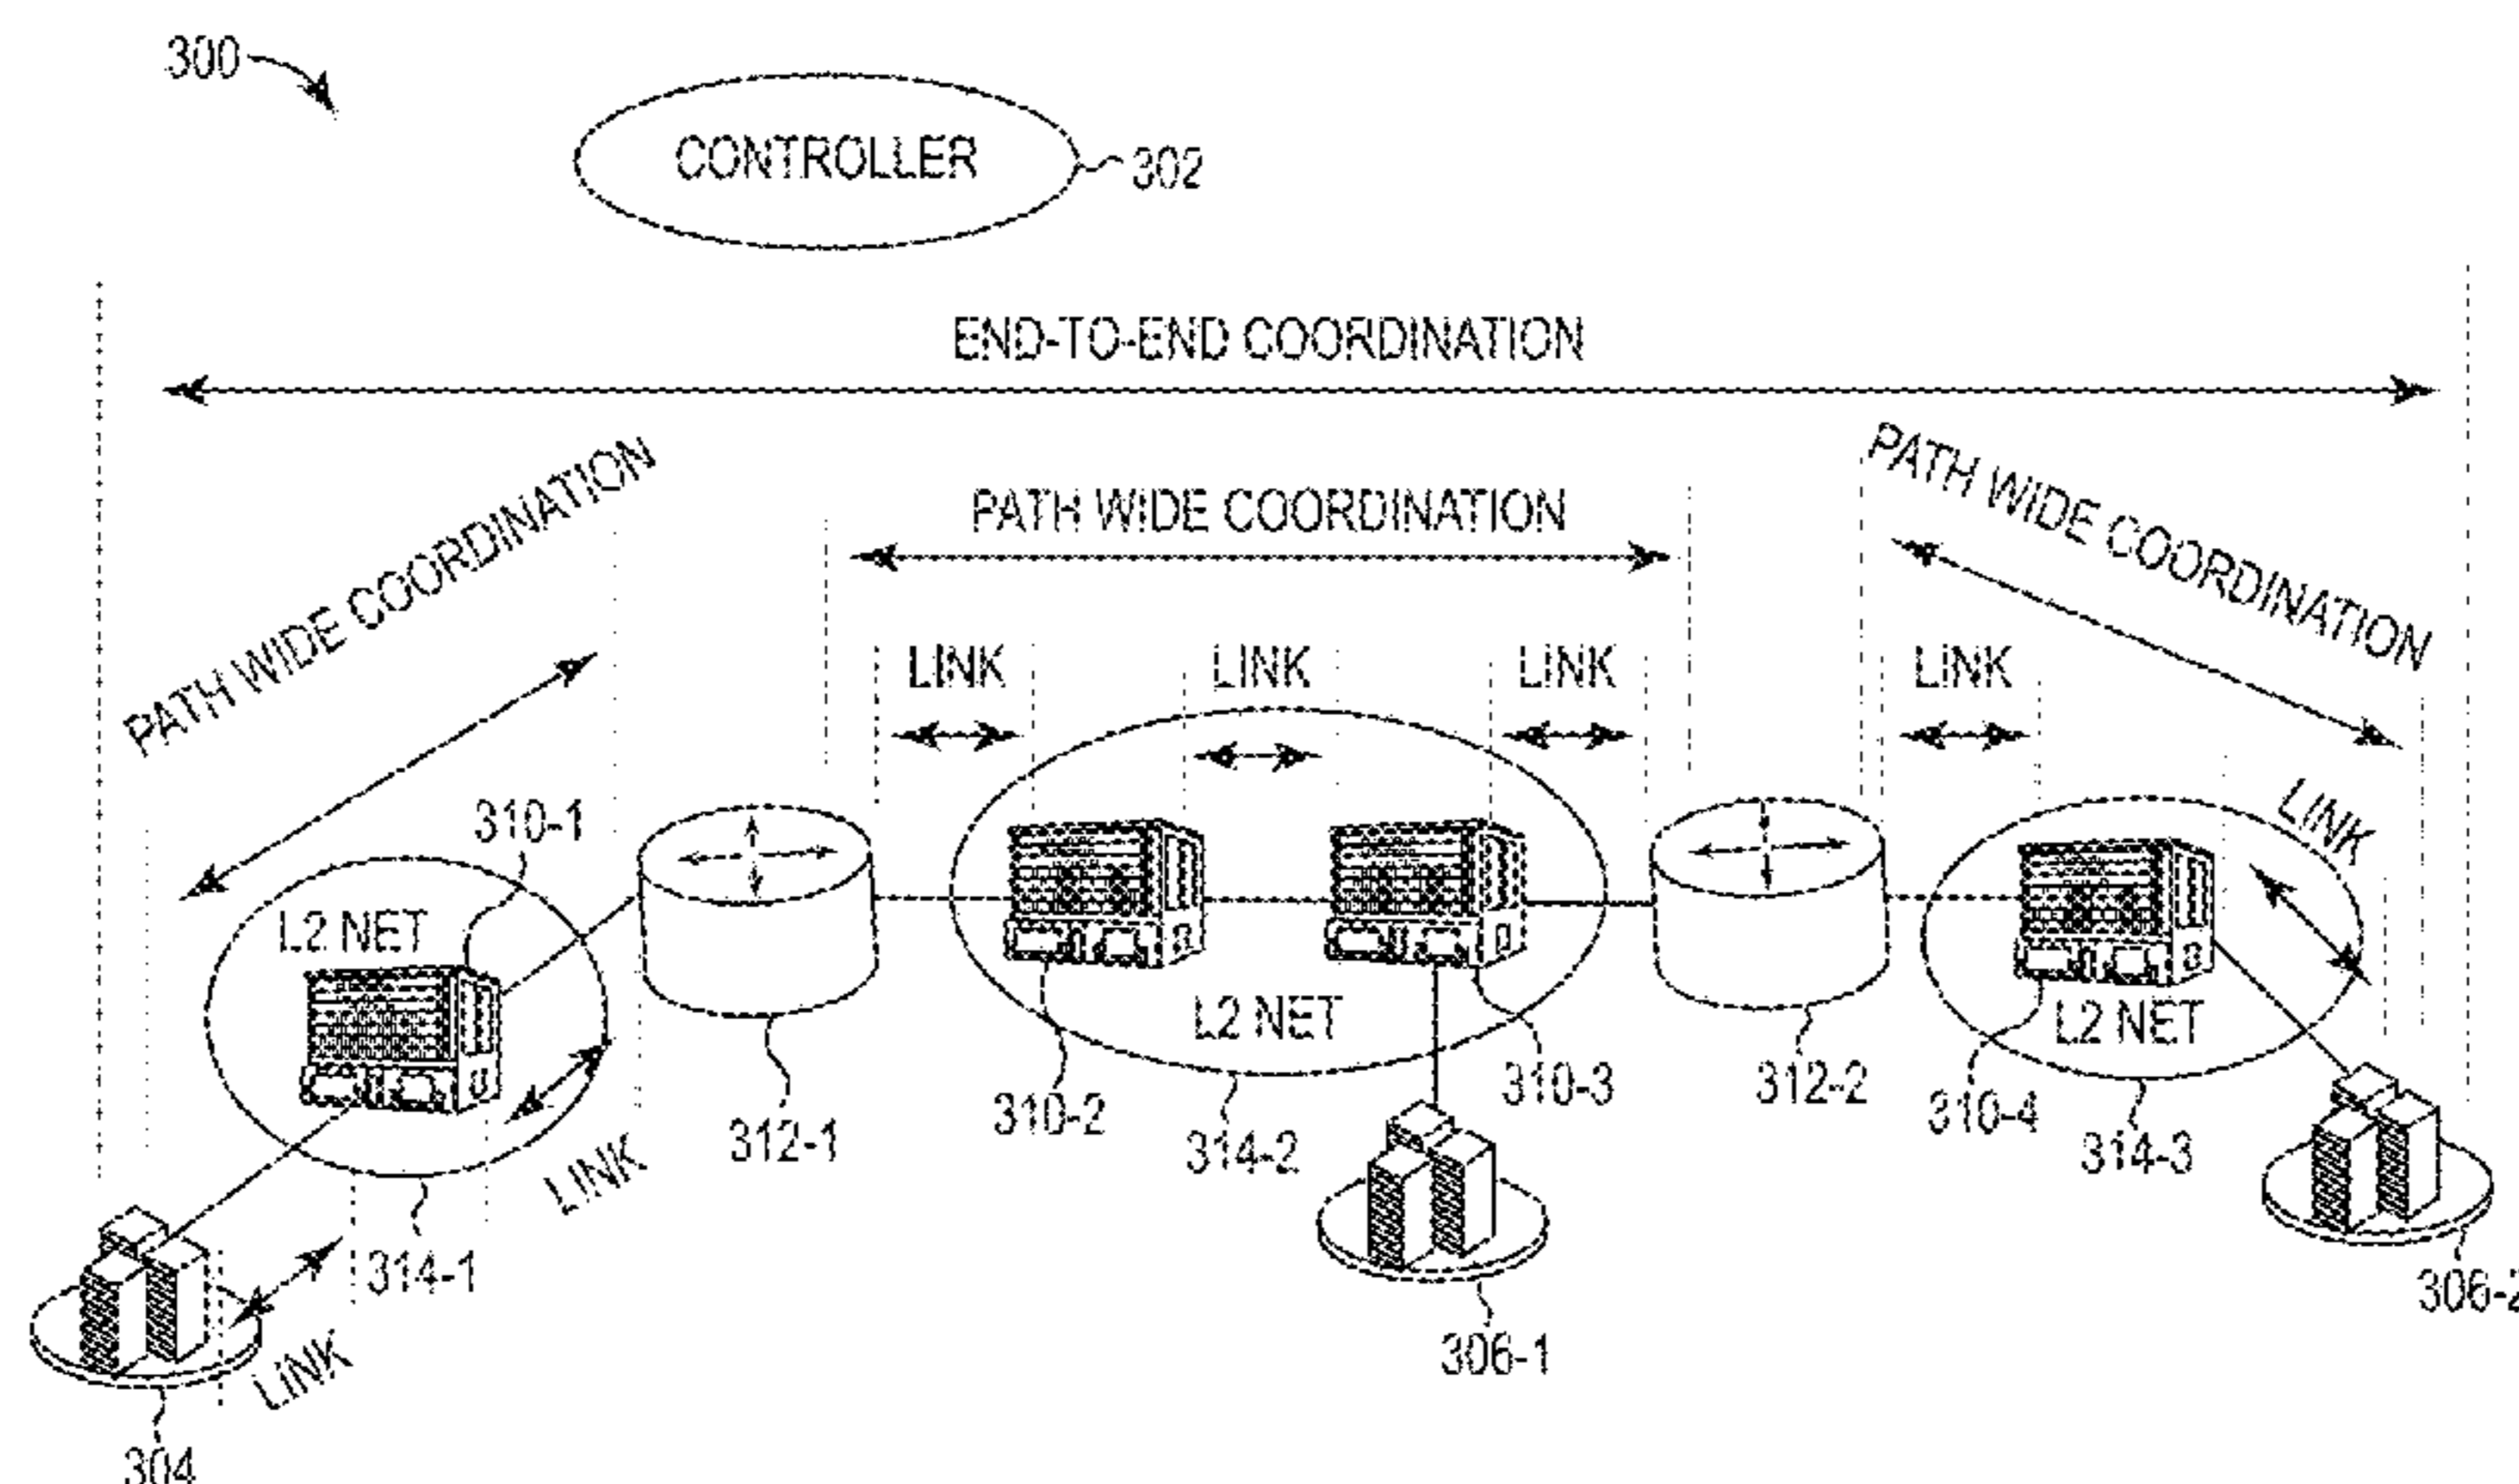 300
CONTROLLER
302
END-TO-END COORDINATION
PATH WIDE COORDINATION
PATH WIDE COORDINATION
PATH WIDE COORDINATION
LINK
LINK
LINK
LINK
LINK
310-1
L2 NET
L2 NET
L2 NET
312-1
310-2
314-2
310-3
312-2
310-4
314-3
LINK
314-1
LINK
304
306-1
306-2